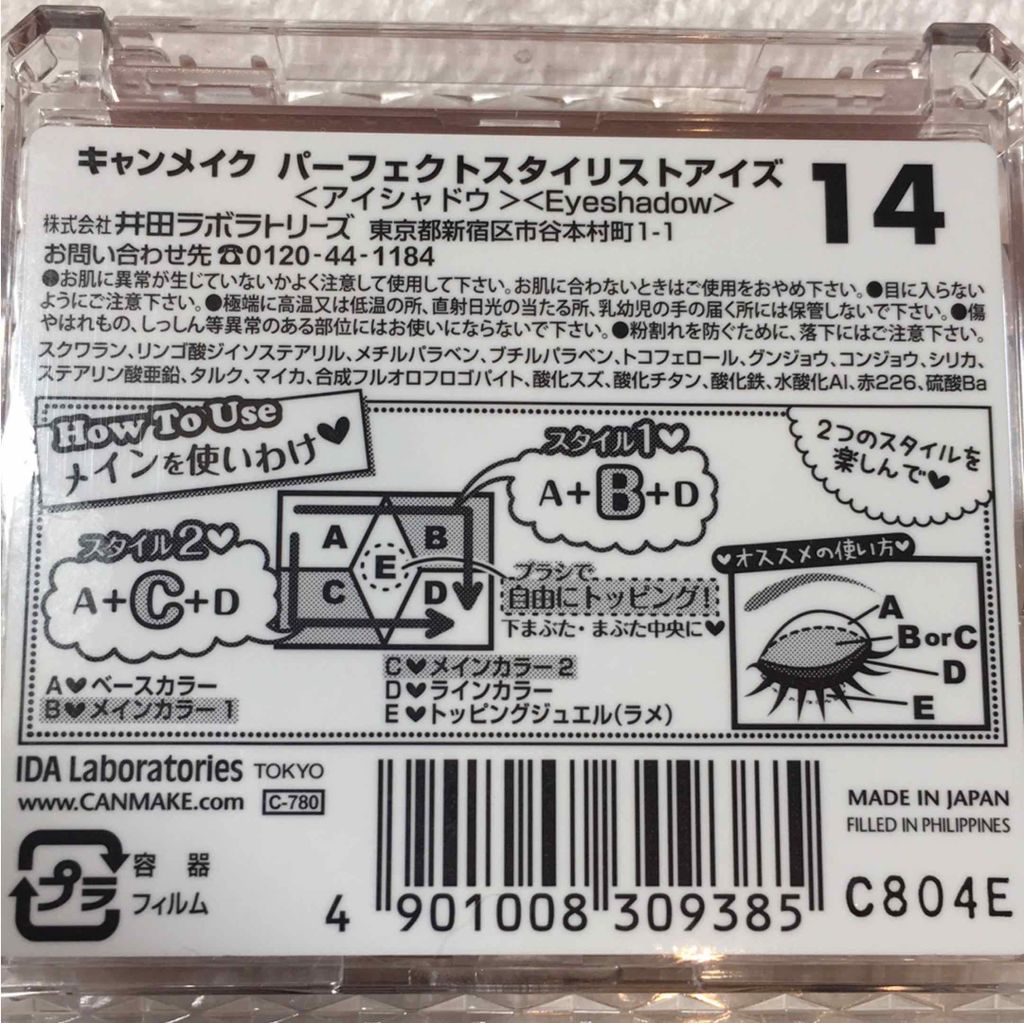 キャンメイク パーフェクトスタイリストアイズ
14
＜アイシャドウ＞<Eyeshadow>
株式会社 井田ラボラトリーズ 東京都新宿区市谷本村町1-1
お問い合わせ先☎0120-44-1184
●お肌に異常が生じていないかよく注意して使用して下さい。お肌に合わないときはご使用をおやめ下さい。●目に入らない
ようにご注意下さい。●極端に高温又は低温の所、直射日光の当たる所、乳幼児の手の届く所には保管しないで下さい。●傷
やはれもの、しっしん等異常のある部位にはお使いにならないで下さい。●粉割れを防ぐために、落下にはご注意下さい。
スクワラン、リンゴ酸ジイソステアリル、メチルパラベン、ブチルパラベン、トコフェロール、グンジョウ、コンジョウ、シリカ、
ステアリン酸亜鉛、タルク、マイカ、合成フルオロフロゴパイト、酸化スズ、酸化チタン、酸化鉄、水酸化Al、赤226、硫酸Ba
How To Use
メインを使いわけ♥
スタイル1♡
A+B+D
2つのスタイルを
楽しんで♥
スタイル2♡
A+C+D
A
B
E
C
D
ブラシで
自由にトッピング!
下まぶた・まぶた中央に♥
♥オススメの使い方♥
A
B or C
D
E
A♥ベースカラー
B♥メインカラー1
C♥メインカラー2
D♥ラインカラー
E♥トッピングジュエル(ラメ)
IDA Laboratories TOKYO
www.CANMAKE.com C-780
MADE IN JAPAN
FILLED IN PHILIPPINES
プラ
容器
フィルム
4 901008 309385
C804E